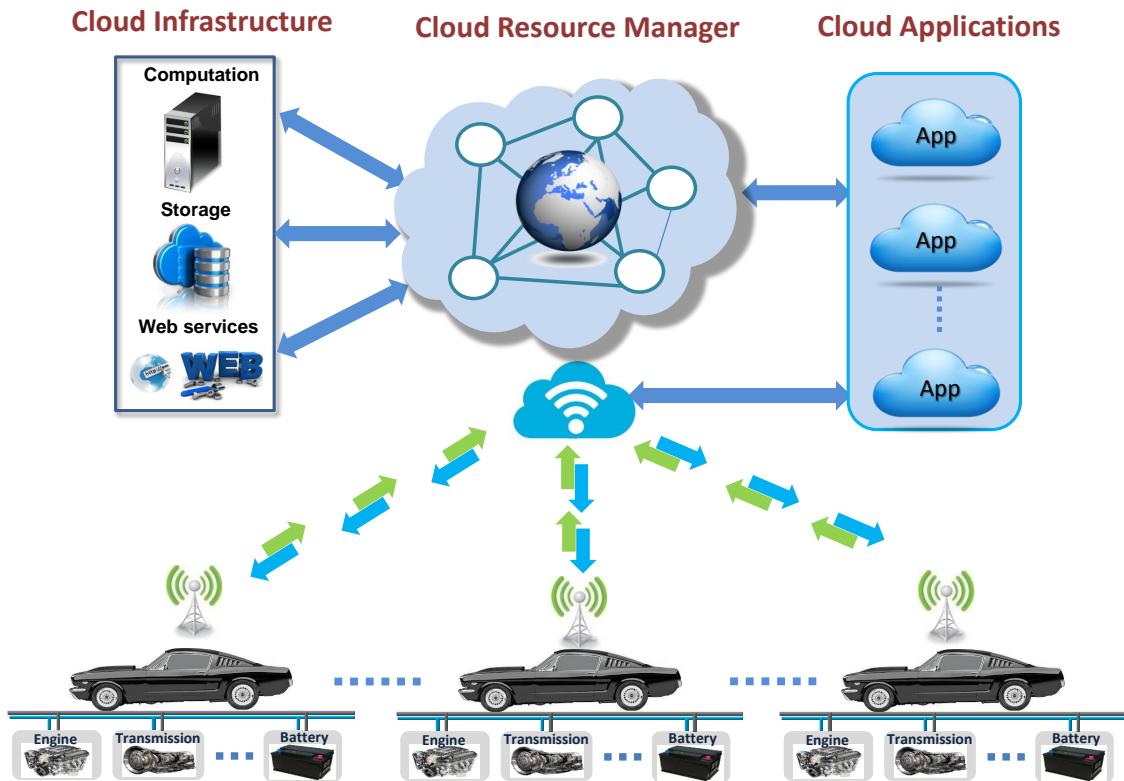 Cloud Infrastructure
Cloud Resource Manager
Cloud Applications
Computation
Storage
Web services
WEB
App
App
App
Engine
Transmission
Battery
Engine
Transmission
Battery
Engine
Transmission
Battery